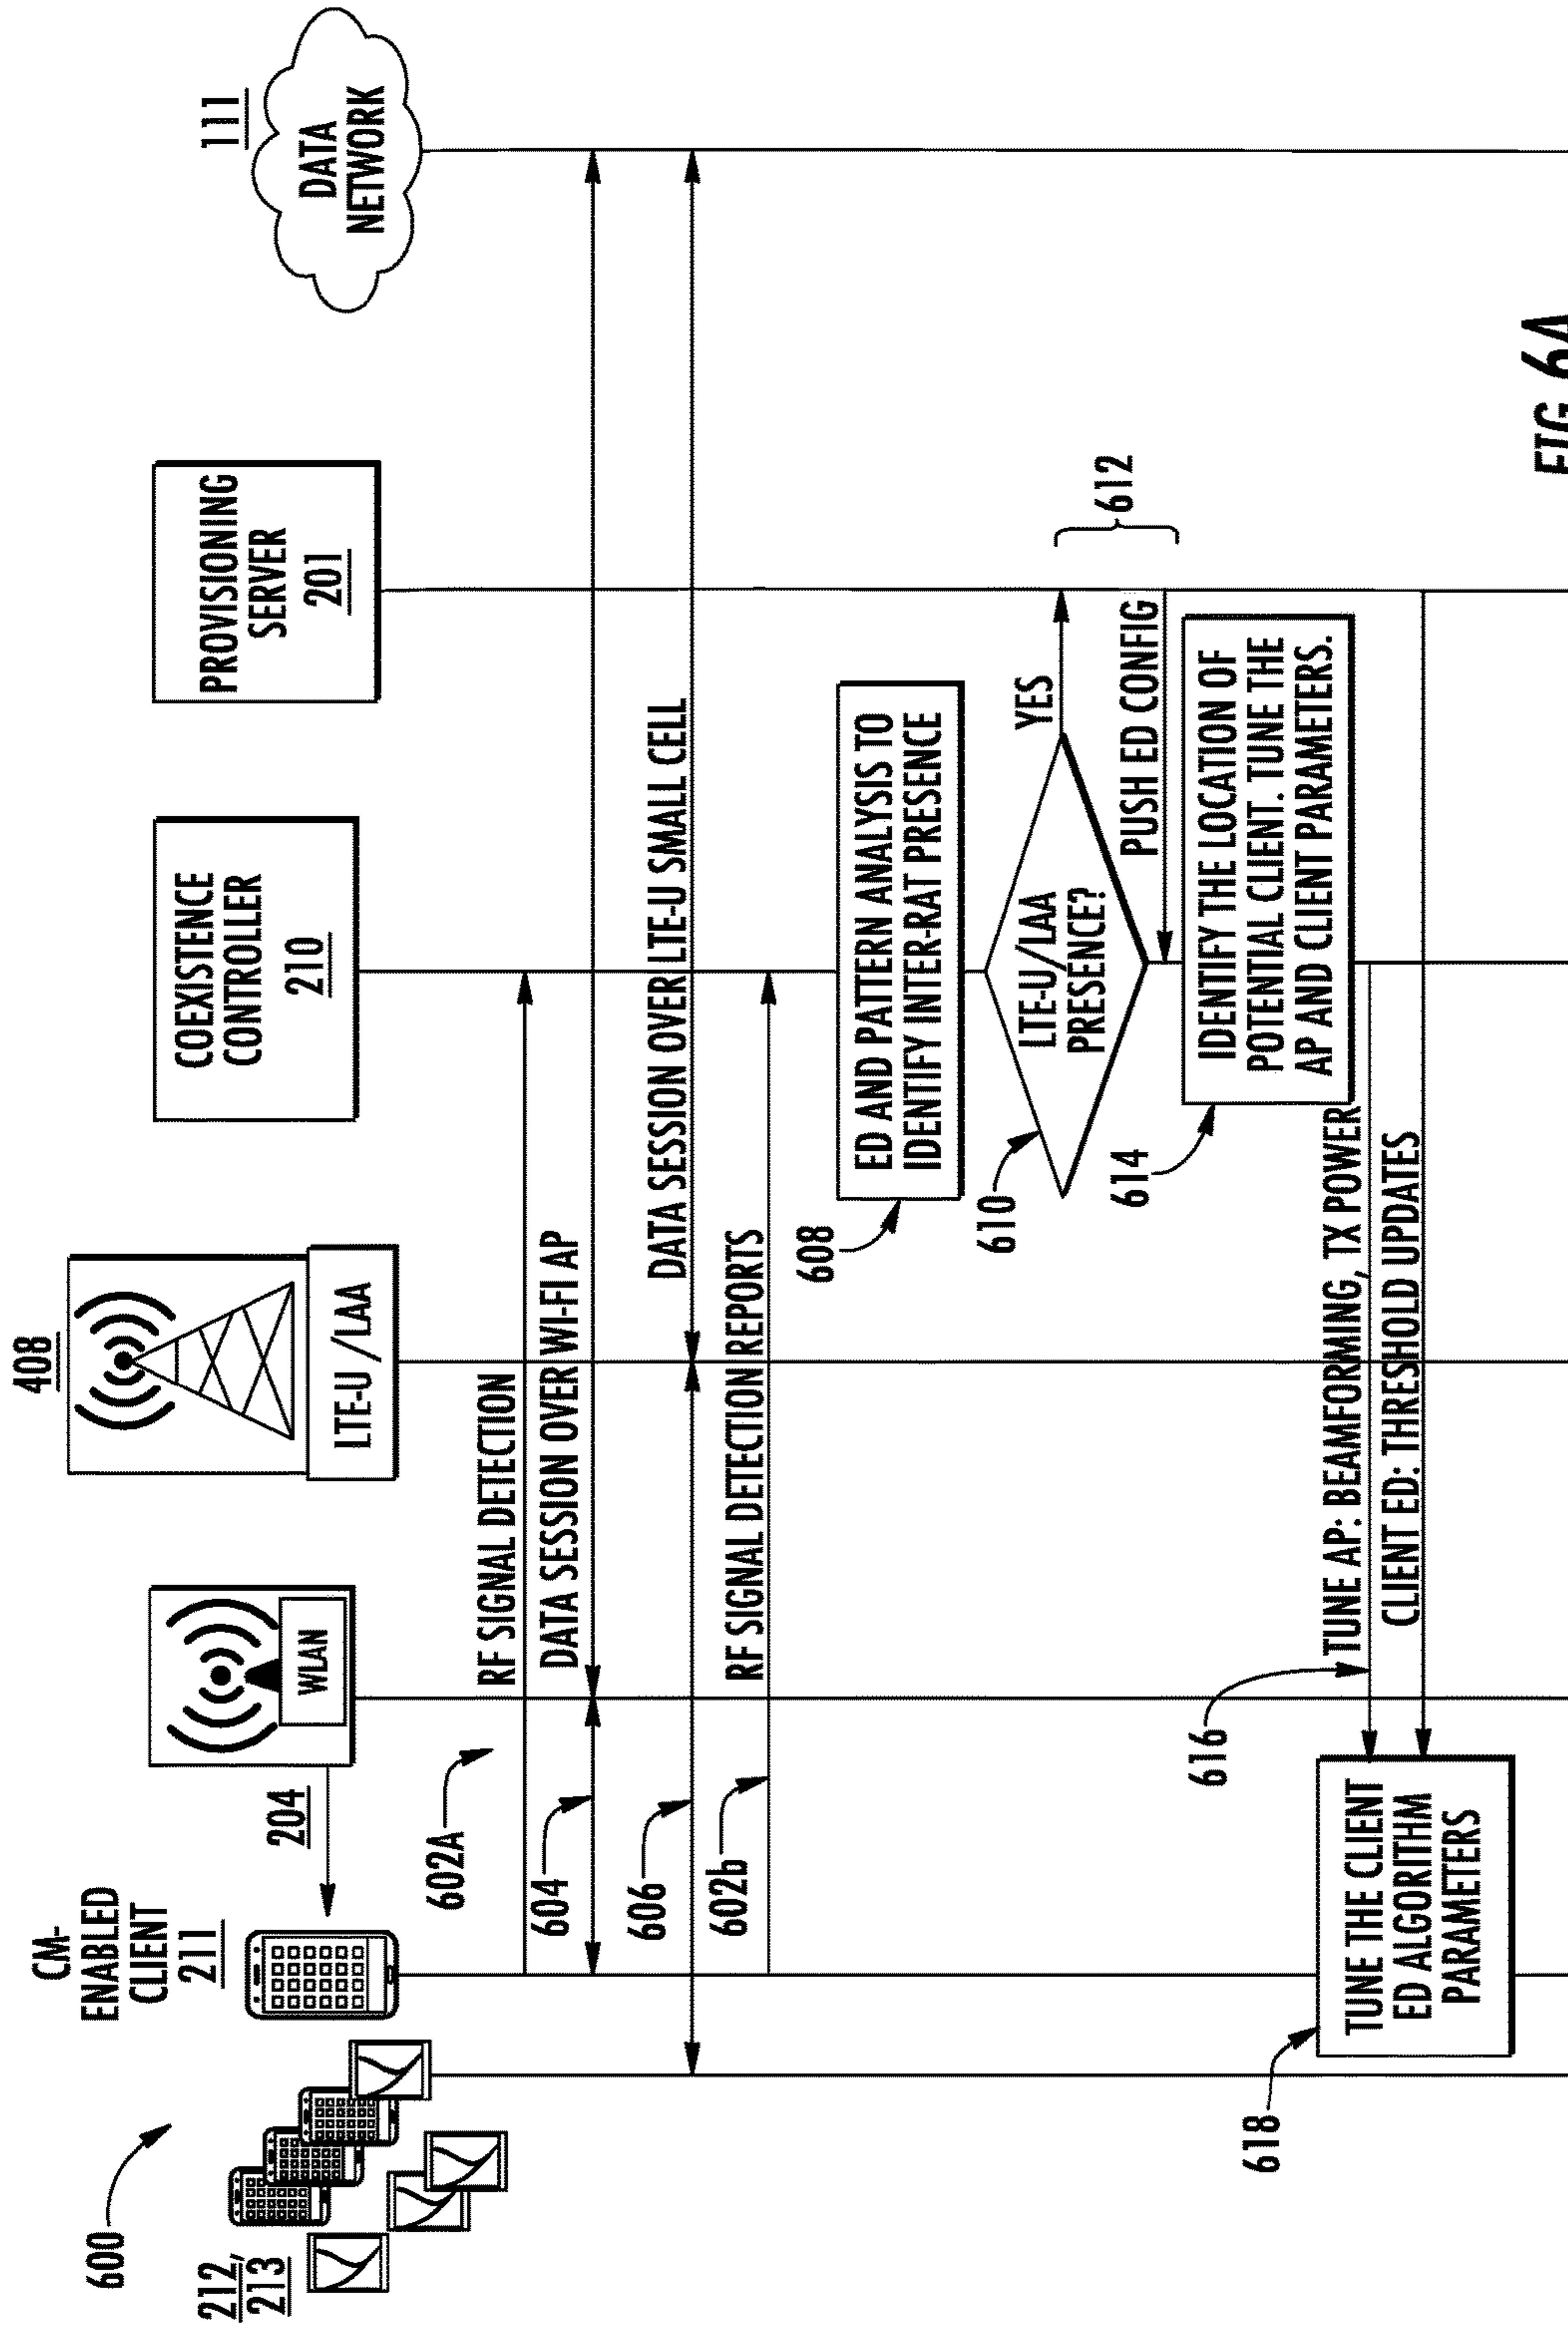 600
212,
213
CM-
ENABLED
CLIENT
211
204
WLAN
408
LTE-U /LAA
COEXISTENCE
CONTROLLER
210
PROVISIONING
SERVER
201
111
DATA
NETWORK
602A
RF SIGNAL DETECTION
604
DATA SESSION OVER WI-FI AP
606
DATA SESSION OVER LTE-U SMALL CELL
602b
RF SIGNAL DETECTION REPORTS
608
ED AND PATTERN ANALYSIS TO
IDENTIFY INTER-RAT PRESENCE
610
LTE-U/LAA
PRESENCE?
YES
612
PUSH ED CONFIG
614
IDENTIFY THE LOCATION OF
POTENTIAL CLIENT. TUNE THE
AP AND CLIENT PARAMETERS.
616
TUNE AP: BEAMFORMING, TX POWER
CLIENT ED: THRESHOLD UPDATES
618
TUNE THE CLIENT
ED ALGORITHM
PARAMETERS
FIG. 6A